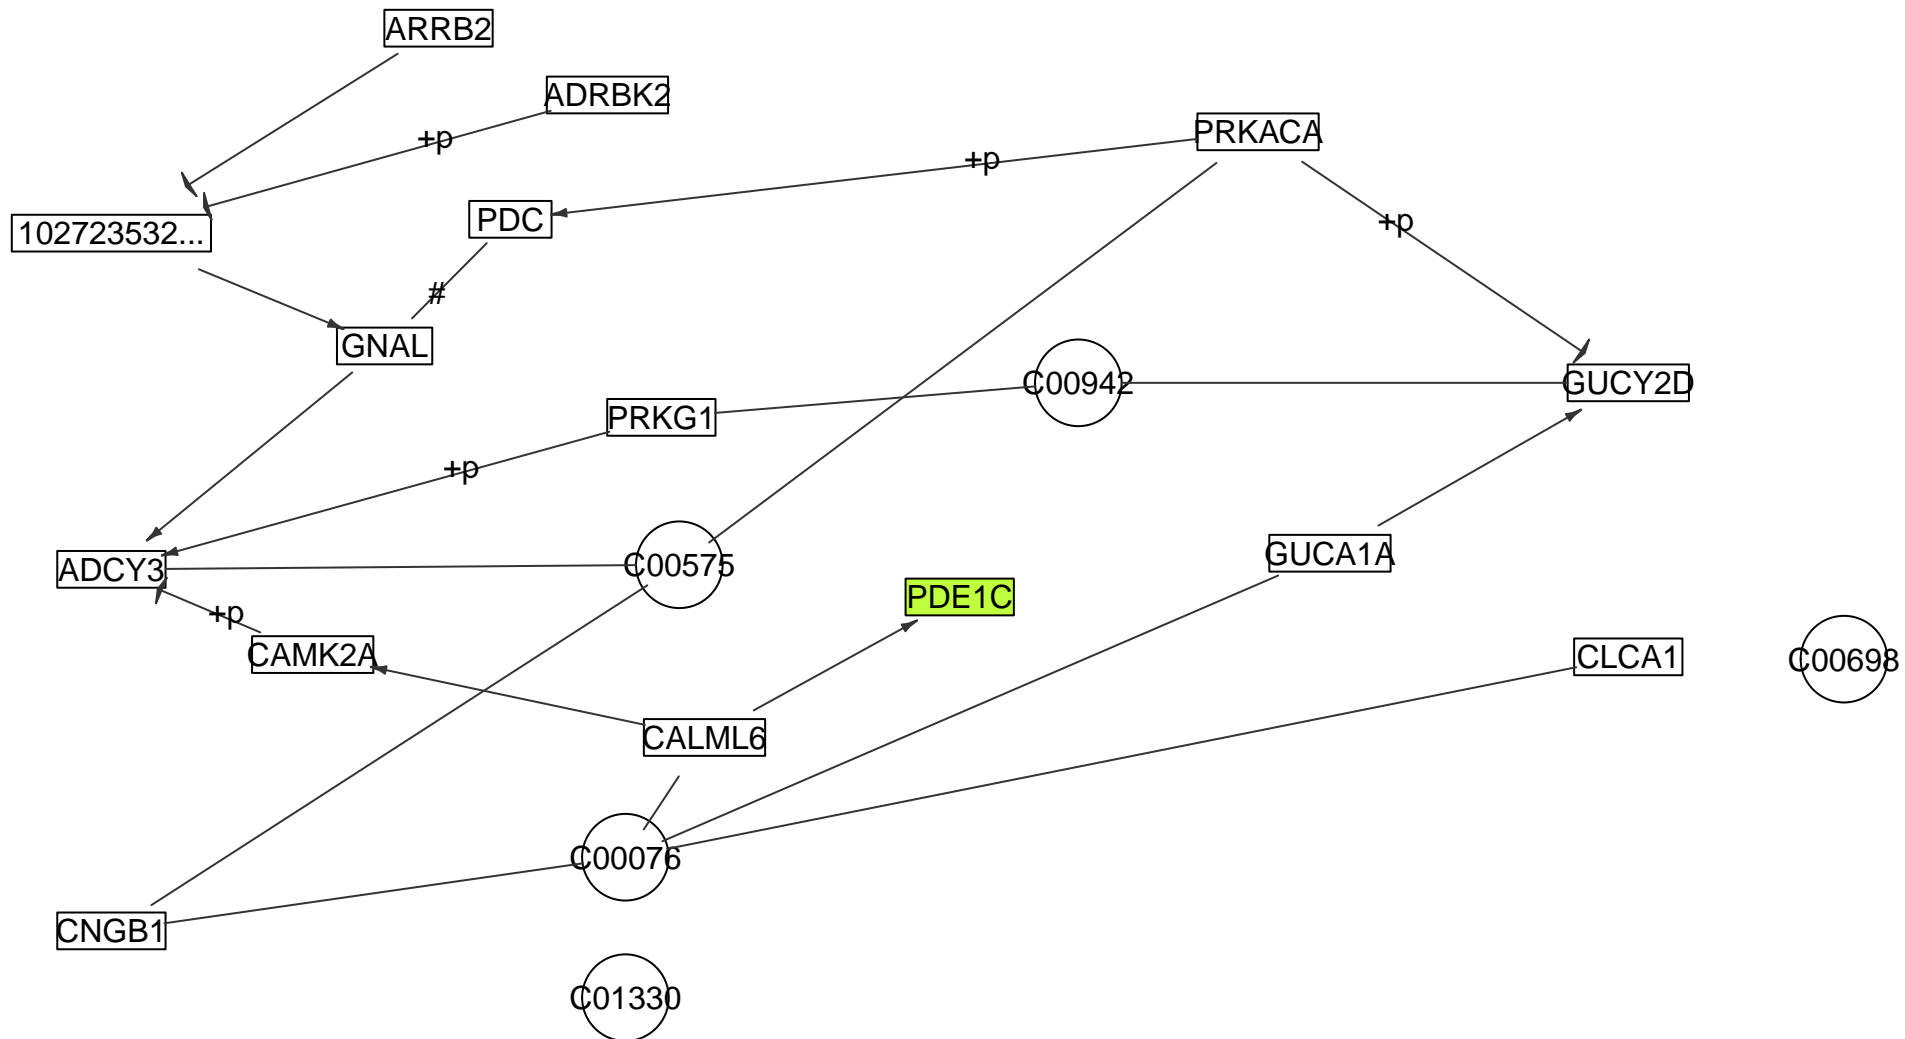 ARRB2
ADRBK2
PRKACA
+p
+p
PDC
+p
102723532...
#
GNAL
C00942
GUCY2D
PRKG1
+p
GUCA1A
C00575
ADCY3
PDE1C
+p
CAMK2A
CLCA1
C00698
CALML6
C00076
CNGB1
C01330